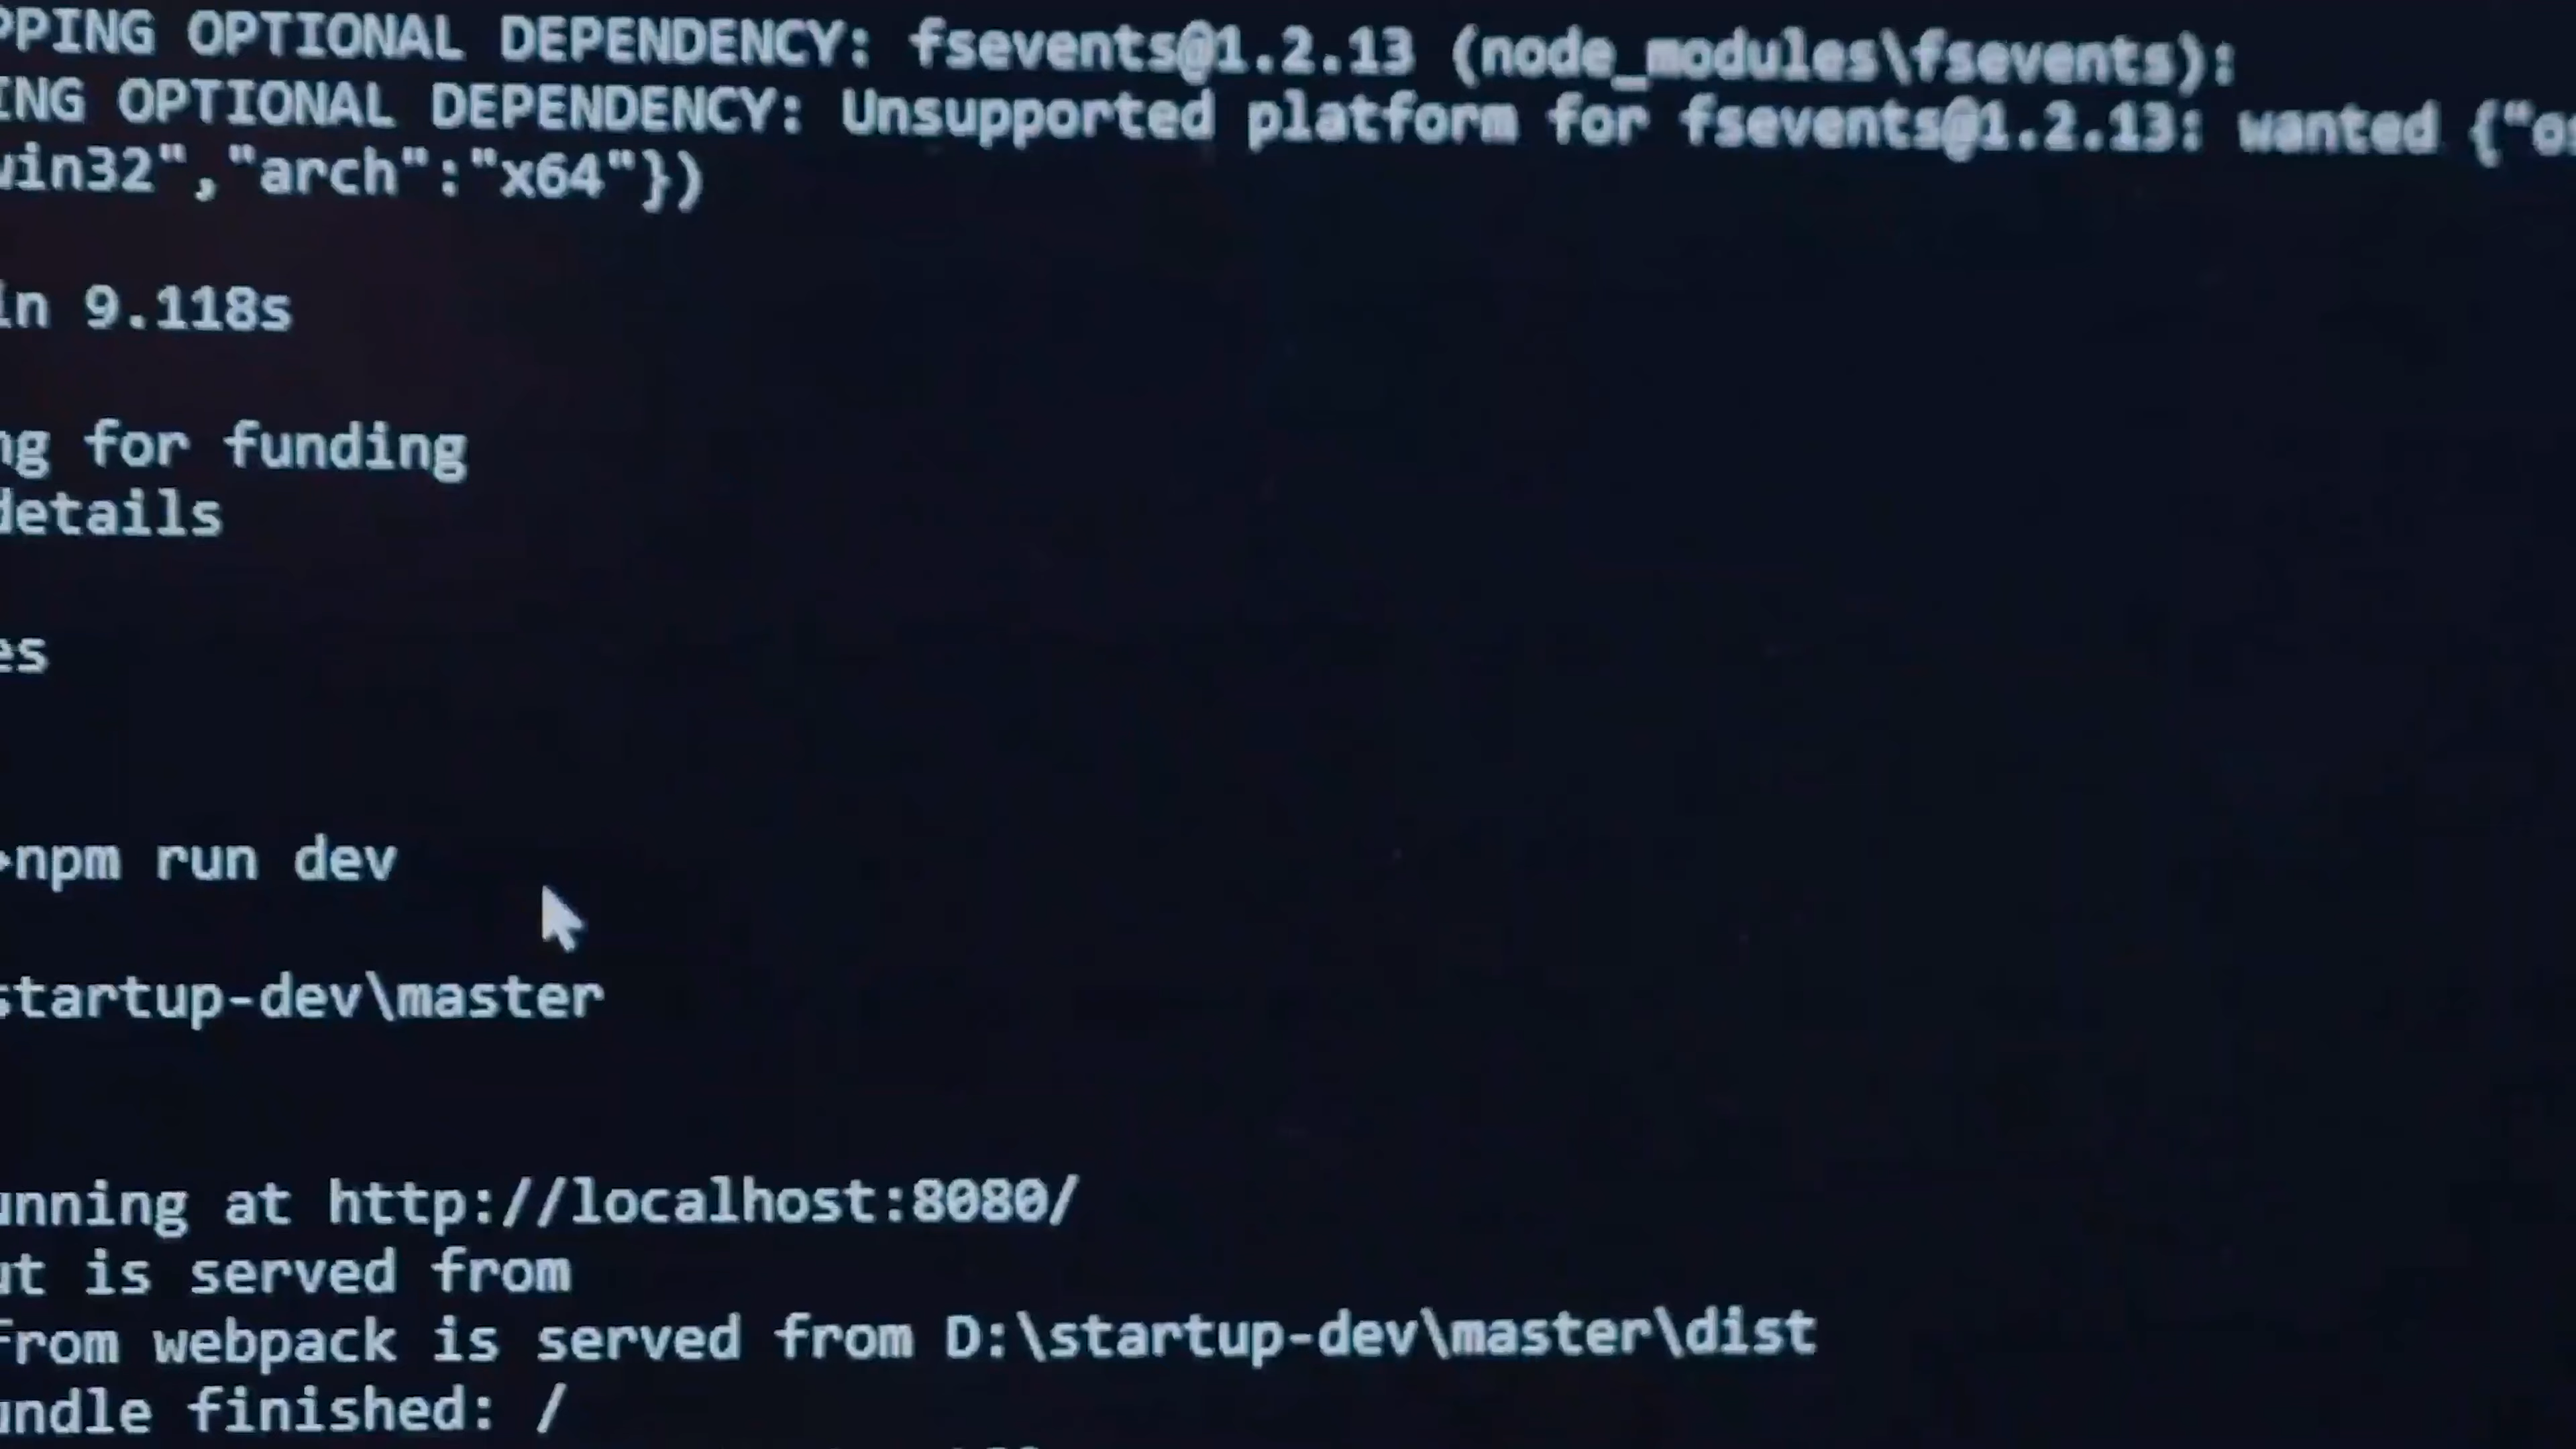 PPING OPTIONAL DEPENDENCY: fsevents@1.2.13 (node_modules\fsevents):
ING OPTIONAL DEPENDENCY: Unsupported platform for fsevents@1.2.13: wanted {"os
win32","arch":"x64"})
in 9.118s
ng for funding
details
es
>npm run dev
startup-dev\master
unning at http://localhost:8080/
ut is served from
from webpack is served from D:\startup-dev\master\dist
undle finished: /